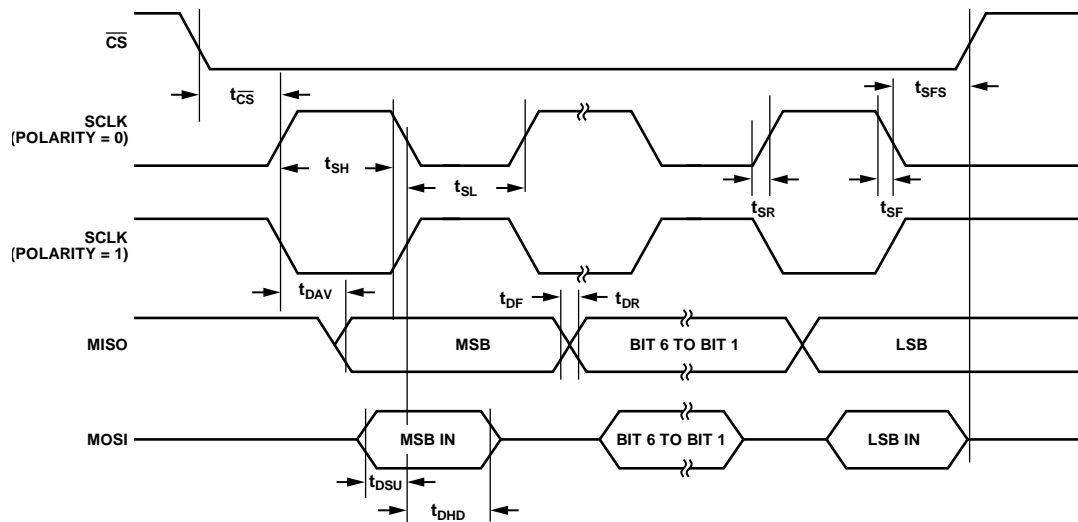 CS
tCS
tSFS
SCLK
(POLARITY = 0)
tSH
tSL
tSR
tSF
SCLK
(POLARITY = 1)
tDAV
tDF
tDR
MISO
MSB
BIT 6 TO BIT 1
LSB
MOSI
MSB IN
BIT 6 TO BIT 1
LSB IN
tDSU
tDHD